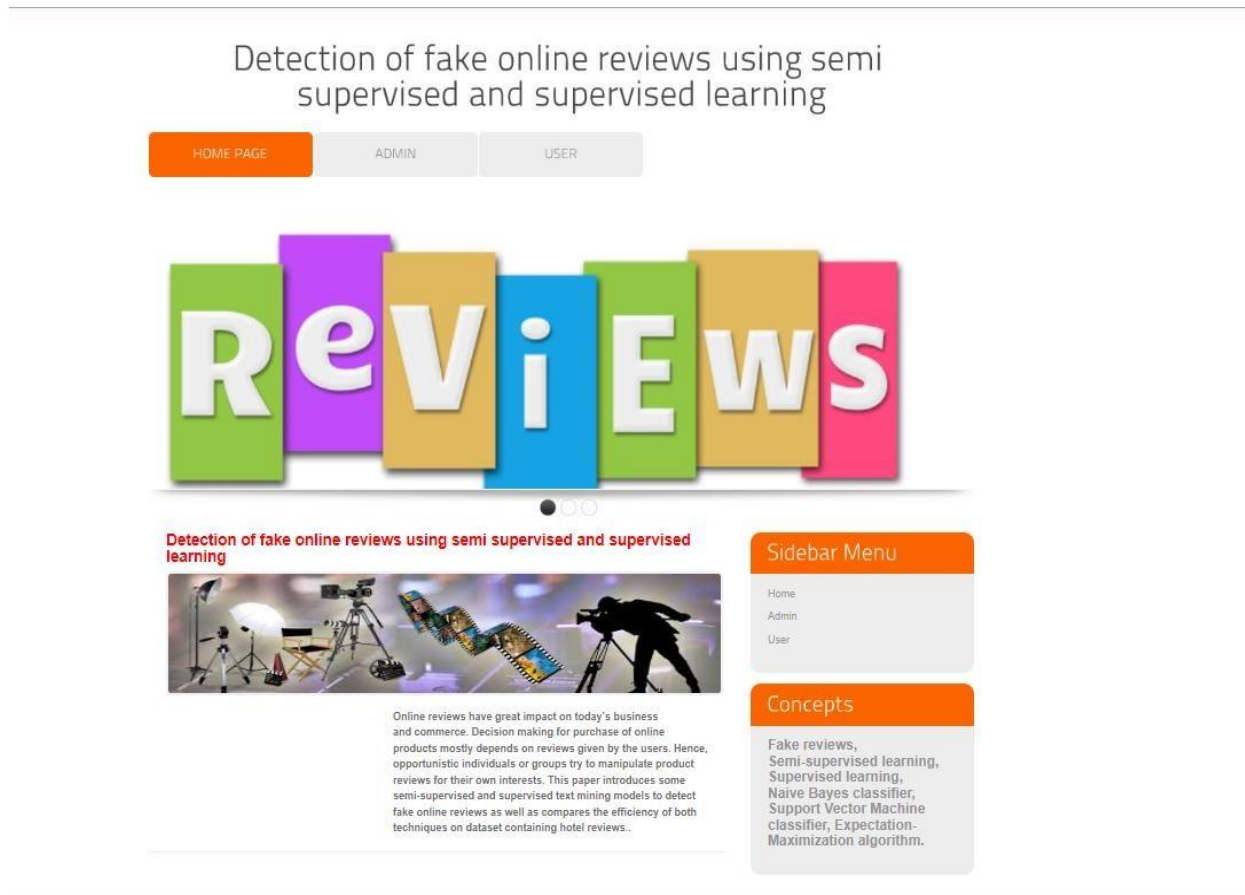 Detection of fake online reviews using semi
supervised and supervised learning
HOME PAGE
ADMIN
USER
ReViEWS
Detection of fake online reviews using semi supervised and supervised
learning
Online reviews have great impact on today's business
and commerce. Decision making for purchase of online
products mostly depends on reviews given by the users. Hence,
opportunistic individuals or groups try to manipulate product
reviews for their own interests. This paper introduces some
semi-supervised and supervised text mining models to detect
fake online reviews as well as compares the efficiency of both
techniques on dataset containing hotel reviews..
Sidebar Menu
Home
Admin
User
Concepts
Fake reviews,
Semi-supervised learning,
Supervised learning,
Naive Bayes classifier,
Support Vector Machine
classifier, Expectation-
Maximization algorithm.